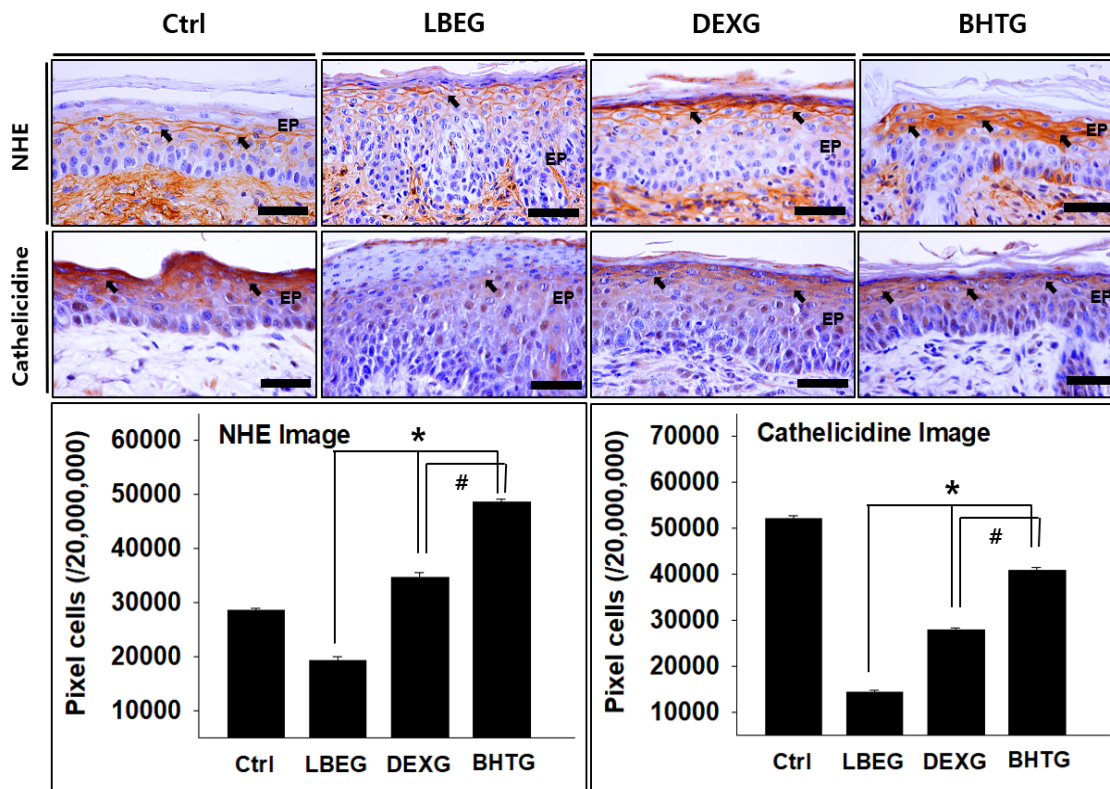 Ctrl LBEG DEXG BHTG
NHE
EP EP EP EP
Cathelicidine
EP EP EP EP
NHE Image
*
#
Pixel cells (/20,000,000)
60000
50000
40000
30000
20000
10000
Ctrl LBEG DEXG BHTG
Cathelicidine Image
*
#
Pixel cells (/20,000,000)
70000
60000
50000
40000
30000
20000
10000
Ctrl LBEG DEXG BHTG